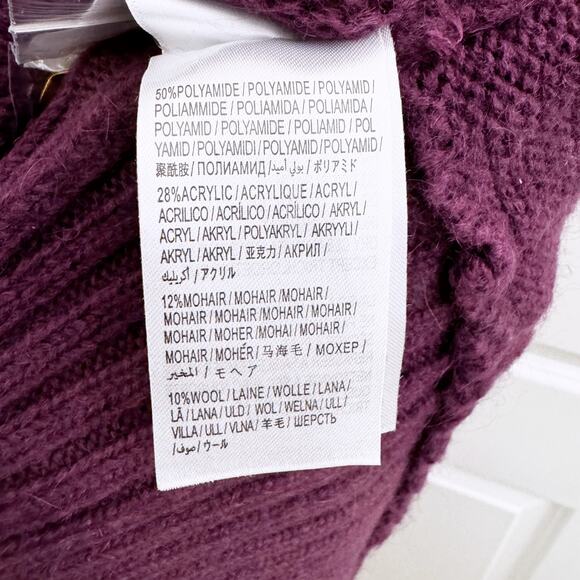 50%POLYAMIDE / POLYAMIDE / POLYAMID /
POLIAMMIDE / POLIAMIDA / POLIAMIDA /
POLYAMID / POLYAMIDE / POLYAMID / POL
YAMID / POLYAMIDI / POLYAMID/POLYAMID /
聚酰胺 / ПОЛИАМИД/بولي أميد/ ポリアミド
28%ACRYLIC / ACRYLIQUE / ACRYL/
ACRILICO / ACRÍLICO / ACRÍLICO / AKRYL/
ACRYL / AKRYL / POLYAKRYL / AKRYYLI /
AKRYL / AKRYL / 亚克力 / АКРИЛ /
أكريليك / アクリル
12%MOHAIR / MOHAIR /MOHAIR /
MOHAIR / MOHAIR / MOHAIR / MOHAIR /
MOHAIR / MOHER /MOHAI / MOHAIR /
MOHAIR / MOHÉR / 马海毛 / МОХЕР /
المخير / モヘア
10%WOOL / LAINE / WOLLE / LANA /
LÃ / LANA / ULD / WOL / WELNA / ULL /
VILLA / ULL / VLNA / 羊毛 / ШЕРСТЬ
/صوف/ ウール